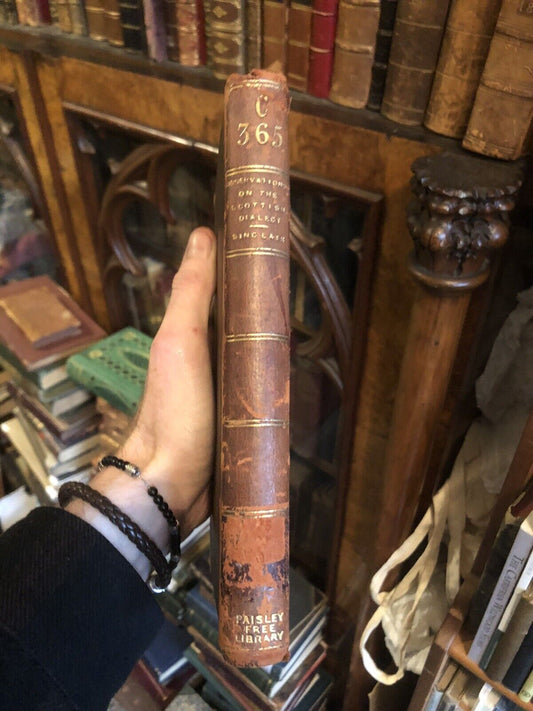 C
365
OBSERVATIONS
ON THE
SCOTTISH
DIALECT
SINCLAIR
PAISLEY
FREE
LIBRARY